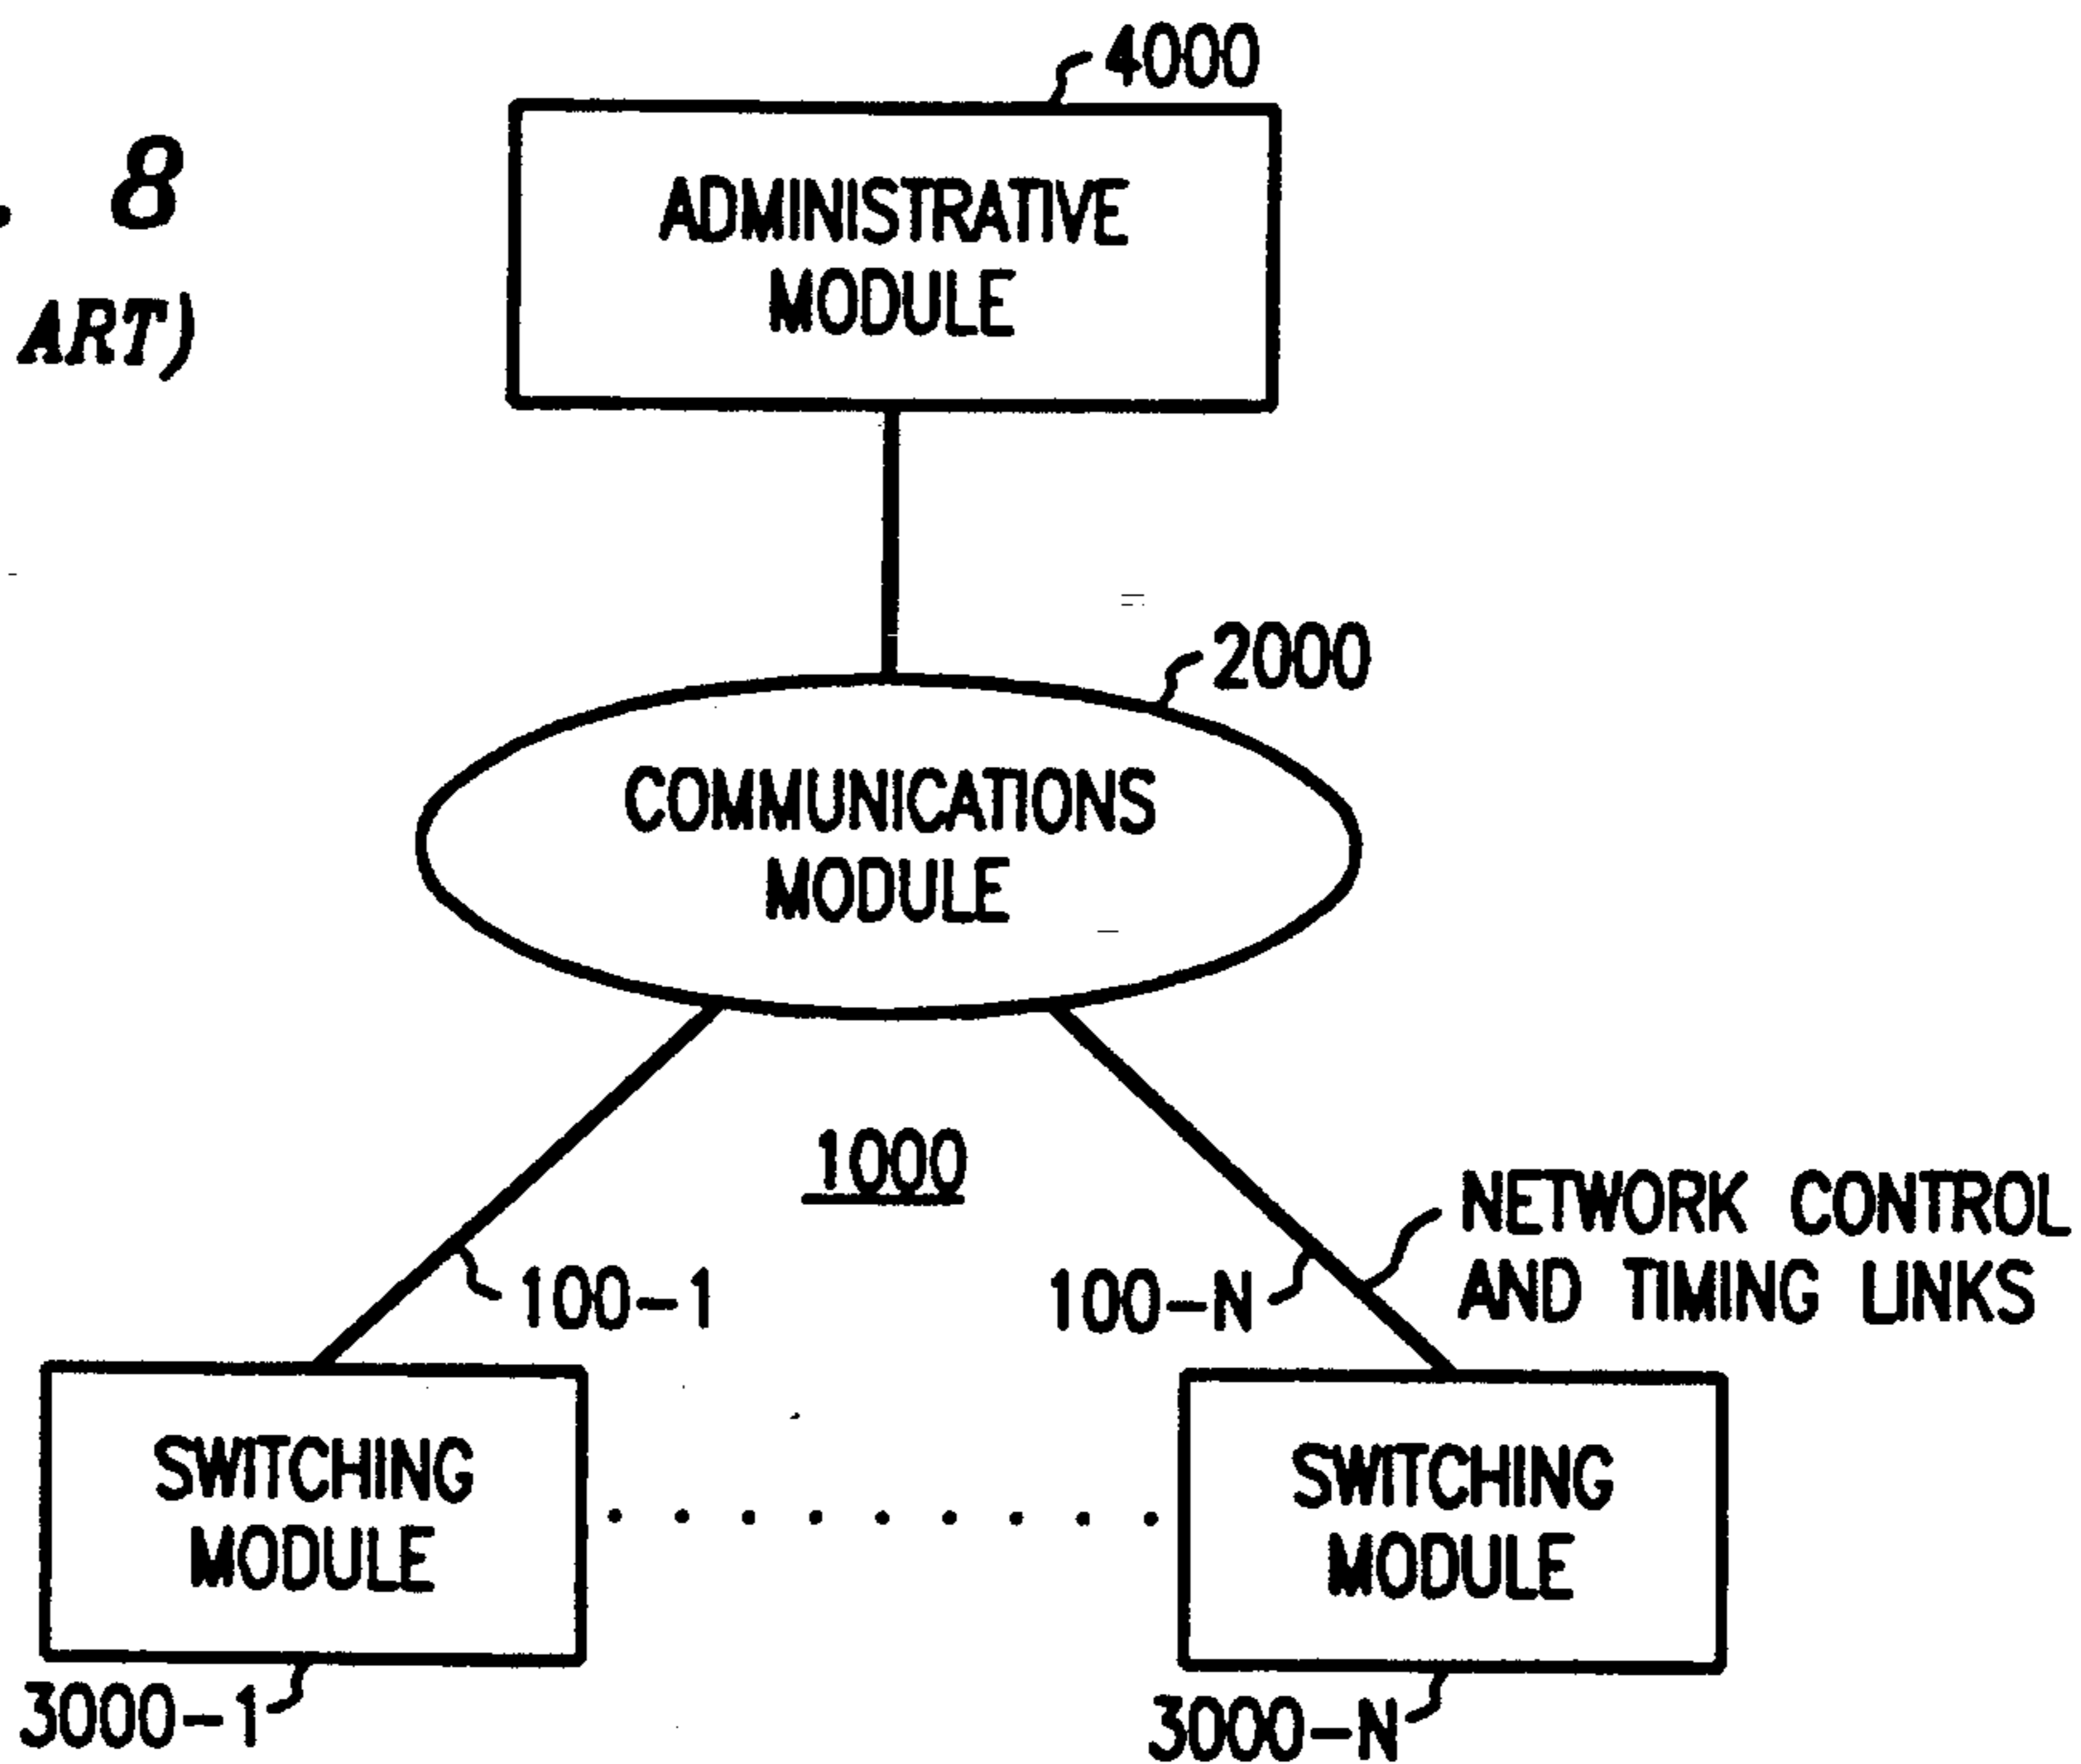 8
ART)
4000
ADMINISTRATIVE
MODULE
2000
COMMUNICATIONS
MODULE
1000
100-1
100-N
NETWORK CONTROL
AND TIMING LINKS
SWITCHING
MODULE
SWITCHING
MODULE
3000-1
3000-N